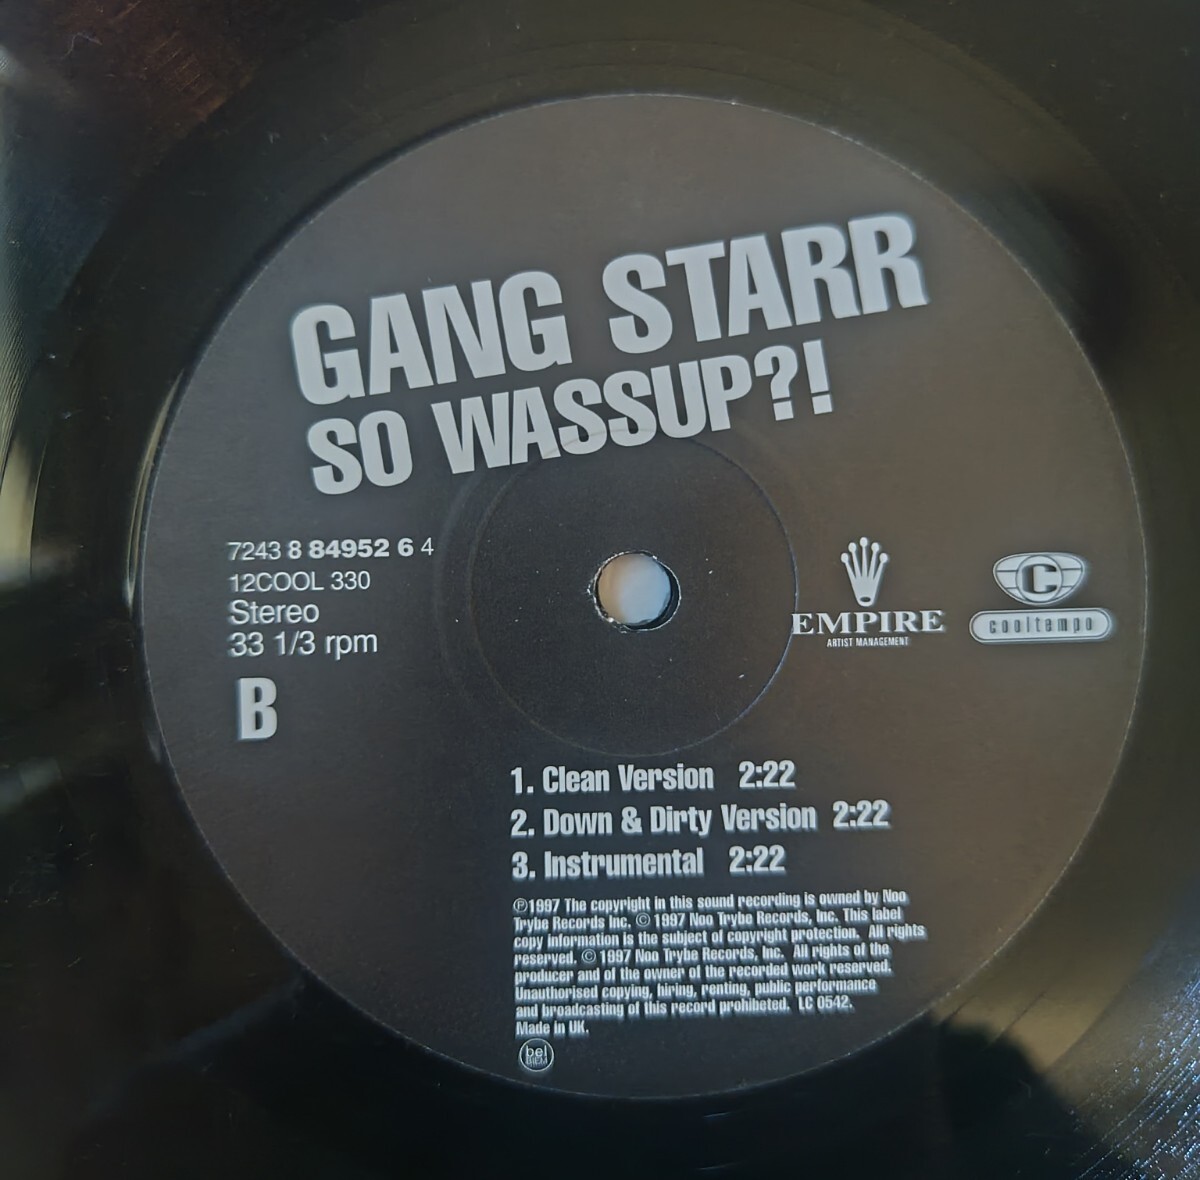 GANG STARR
SO WASSUP?!
7243 8 84952 6 4
12COOL 330
Stereo
33 1/3 rpm
B
EMPIRE
ARTIST MANAGEMENT
C
cooltempo
1. Clean Version 2:22
2. Down & Dirty Version 2:22
3. Instrumental 2:22
℗1997 The copyright in this sound recording is owned by Noo
Trybe Records Inc. © 1997 Noo Trybe Records, Inc. This label
copy information is the subject of copyright protection. All rights
reserved. © 1997 Noo Trybe Records, Inc. All rights of the
producer and of the owner of the recorded work reserved.
Unauthorised copying, hiring, renting, public performance
and broadcasting of this record prohibited. LC 0542.
Made in UK.
bel